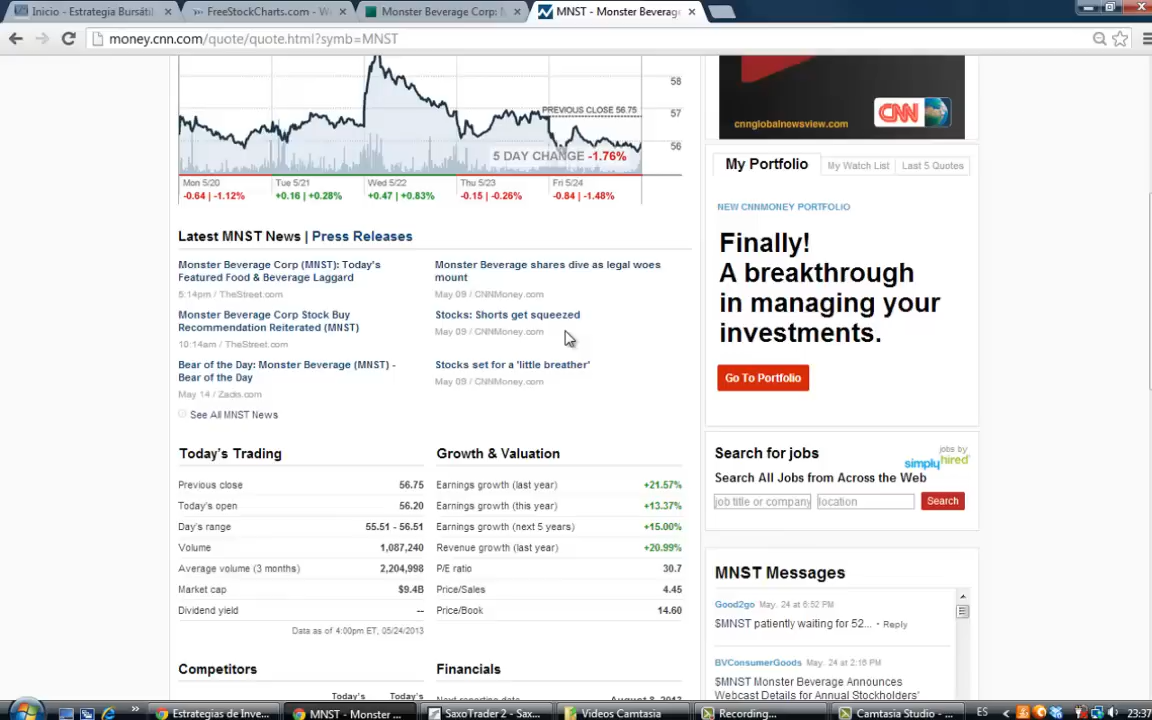 Inicio - Estrategia Bursátil
FreeStockCharts.com - We
Monster Beverage Corp: N
MNST - Monster Beverage
money.cnn.com/quote/quote.html?symb=MNST
58
57
56
PREVIOUS CLOSE 56.75
5 DAY CHANGE -1.76%
Mon 5/20
Tue 5/21
Wed 5/22
Thu 5/23
Fri 5/24
-0.64 | -1.12%
+0.16 | +0.28%
+0.47 | +0.83%
-0.15 | -0.26%
-0.84 | -1.48%
Latest MNST News | Press Releases
Monster Beverage Corp (MNST): Today's
Featured Food & Beverage Laggard
5:14pm / TheStreet.com
Monster Beverage Corp Stock Buy
Recommendation Reiterated (MNST)
10:14am / TheStreet.com
Bear of the Day: Monster Beverage (MNST) -
Bear of the Day
May 14 / Zacks.com
See All MNST News
Monster Beverage shares dive as legal woes
mount
May 09 / CNNMoney.com
Stocks: Shorts get squeezed
May 09 / CNNMoney.com
Stocks set for a 'little breather'
May 09 / CNNMoney.com
Today's Trading
Previous close 56.75
Today's open 56.20
Day's range 55.51 - 56.51
Volume 1,087,240
Average volume (3 months) 2,204,998
Market cap $9.4B
Dividend yield --
Data as of 4:00pm ET, 05/24/2013
Growth & Valuation
Earnings growth (last year) +21.57%
Earnings growth (this year) +13.37%
Earnings growth (next 5 years) +15.00%
Revenue growth (last year) +20.99%
P/E ratio 30.7
Price/Sales 4.45
Price/Book 14.60
Competitors
Today's Today's
Financials
Next reporting date August 8, 2013
CNN
cnnglobalnewsview.com
My Portfolio
My Watch List
Last 5 Quotes
NEW CNNMONEY PORTFOLIO
Finally!
A breakthrough
in managing your
investments.
Go To Portfolio
Search for jobs
jobs by
simplyhired
Search All Jobs from Across the Web
job title or company
location
Search
MNST Messages
Good2go May. 24 at 6:52 PM
$MNST patiently waiting for 52... • Reply
BVConsumerGoods May. 24 at 2:16 PM
$MNST Monster Beverage Announces
Webcast Details for Annual Stockholders'
Estrategias de Inve...
MNST - Monster ...
SaxoTrader 2 - Sax...
Videos Camtasia
Recording...
Camtasia Studio - ...
ES
23:37